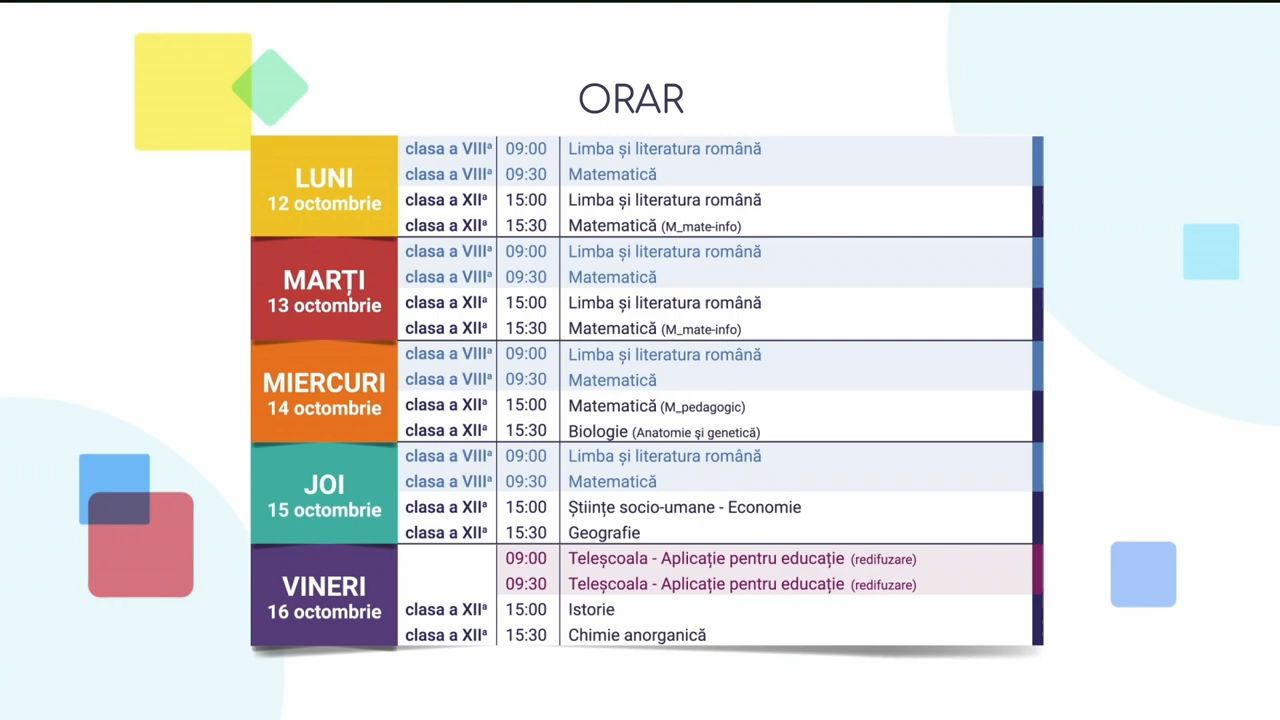 ORAR
LUNI
12 octombrie
clasa a VIIIª 09:00 Limba și literatura română
clasa a VIIIª 09:30 Matematică
clasa a XIIª 15:00 Limba și literatura română
clasa a XIIª 15:30 Matematică (M_mate-info)
MARȚI
13 octombrie
clasa a VIIIª 09:00 Limba și literatura română
clasa a VIIIª 09:30 Matematică
clasa a XIIª 15:00 Limba și literatura română
clasa a XIIª 15:30 Matematică (M_mate-info)
MIERCURI
14 octombrie
clasa a VIIIª 09:00 Limba și literatura română
clasa a VIIIª 09:30 Matematică
clasa a XIIª 15:00 Matematică (M_pedagogic)
clasa a XIIª 15:30 Biologie (Anatomie şi genetică)
JOI
15 octombrie
clasa a VIIIª 09:00 Limba și literatura română
clasa a VIIIª 09:30 Matematică
clasa a XIIª 15:00 Științe socio-umane - Economie
clasa a XIIª 15:30 Geografie
VINERI
16 octombrie
09:00 Teleșcoala - Aplicație pentru educație (redifuzare)
09:30 Teleșcoala - Aplicație pentru educație (redifuzare)
clasa a XIIª 15:00 Istorie
clasa a XIIª 15:30 Chimie anorganică